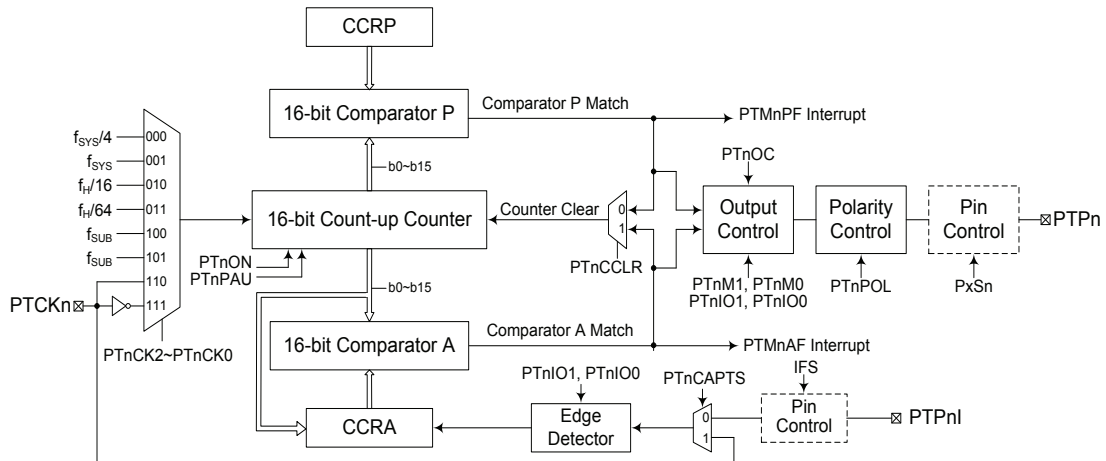 CCRP
16-bit Comparator P
Comparator P Match
PTMnPF Interrupt
b0~b15
fSYS/4
000
fSYS
001
fH/16
010
fH/64
011
fSUB
100
fSUB
101
110
111
PTCKn
PTnCK2~PTnCK0
16-bit Count-up Counter
PTnON
PTnPAU
Counter Clear
0
1
PTnCCLR
PTnOC
Output
Control
PTnM1, PTnM0
PTnIO1, PTnIO0
Polarity
Control
PTnPOL
Pin
Control
PxSn
PTPn
b0~b15
16-bit Comparator A
Comparator A Match
PTMnAF Interrupt
CCRA
PTnIO1, PTnIO0
Edge
Detector
PTnCAPTS
0
1
IFS
Pin
Control
PTPnI